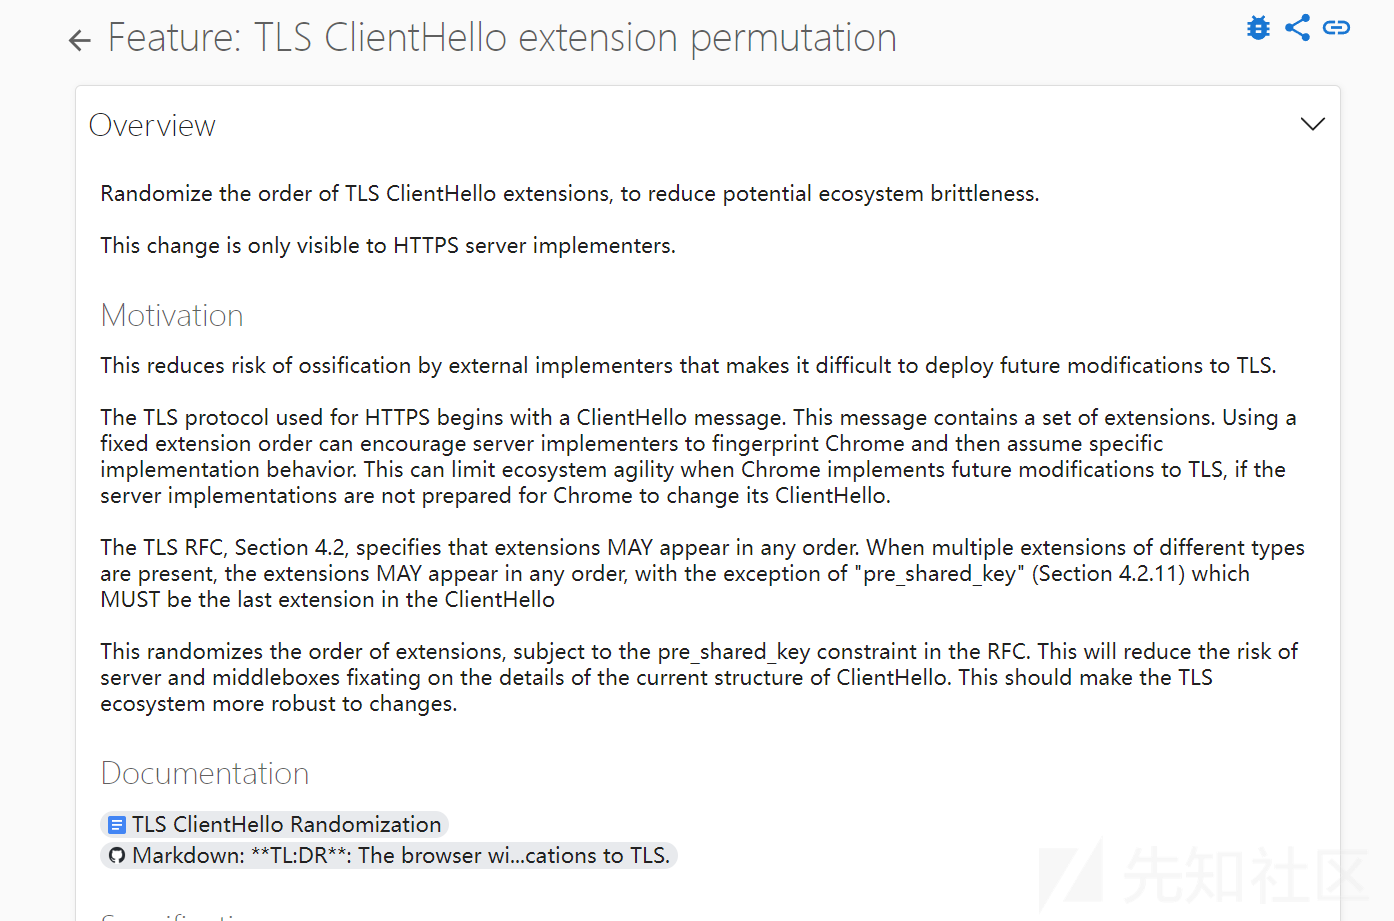 Feature: TLS ClientHello extension permutation
Overview
Randomize the order of TLS ClientHello extensions, to reduce potential ecosystem brittleness.
This change is only visible to HTTPS server implementers.
Motivation
This reduces risk of ossification by external implementers that makes it difficult to deploy future modifications to TLS.
The TLS protocol used for HTTPS begins with a ClientHello message. This message contains a set of extensions. Using a
fixed extension order can encourage server implementers to fingerprint Chrome and then assume specific
implementation behavior. This can limit ecosystem agility when Chrome implements future modifications to TLS, if the
server implementations are not prepared for Chrome to change its ClientHello.
The TLS RFC, Section 4.2, specifies that extensions MAY appear in any order. When multiple extensions of different types
are present, the extensions MAY appear in any order, with the exception of "pre_shared_key" (Section 4.2.11) which
MUST be the last extension in the ClientHello
This randomizes the order of extensions, subject to the pre_shared_key constraint in the RFC. This will reduce the risk of
server and middleboxes fixating on the details of the current structure of ClientHello. This should make the TLS
ecosystem more robust to changes.
Documentation
TLS ClientHello Randomization
Markdown: **TL:DR**: The browser wi...cations to TLS.
先知社区